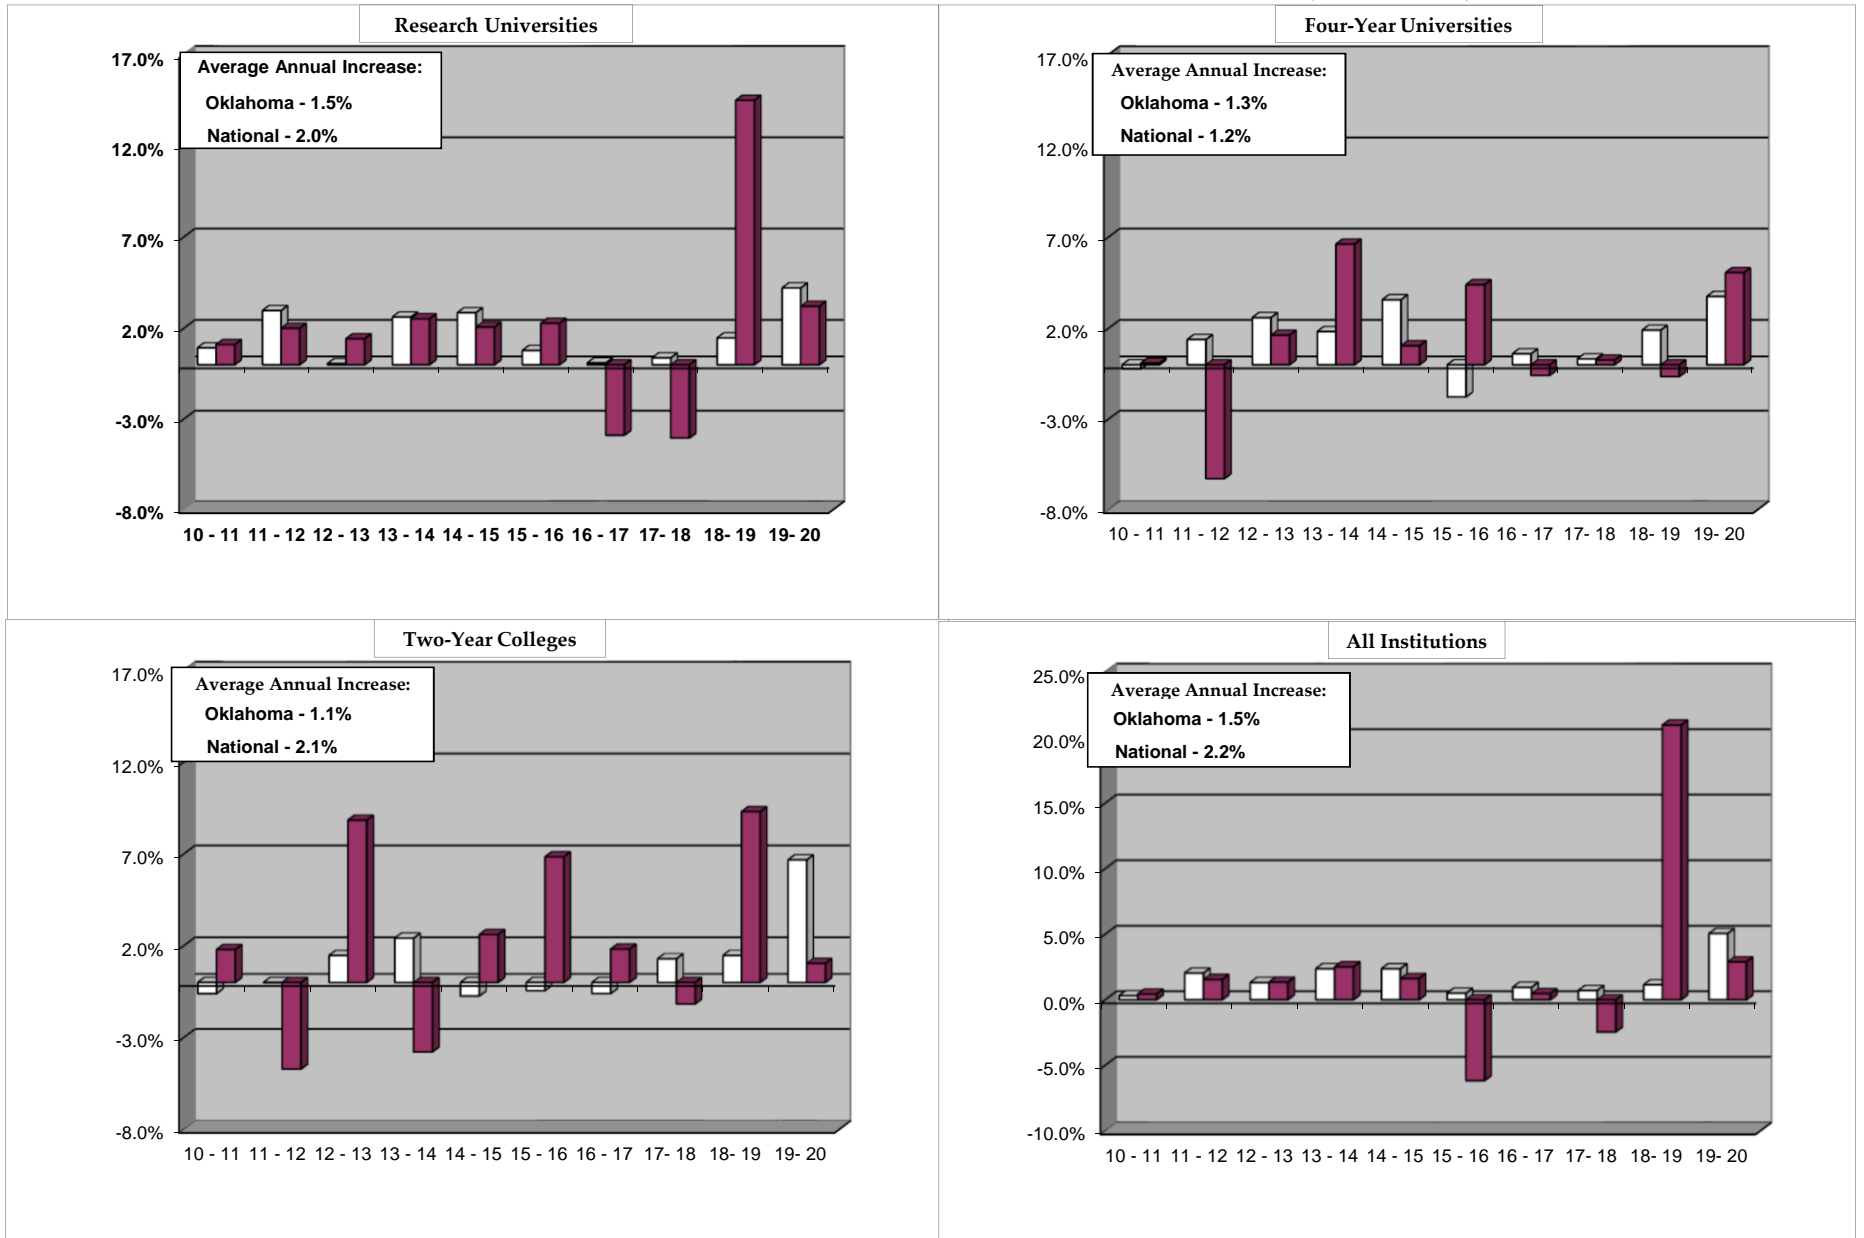 Research Universities
17.0%
Average Annual Increase:
Oklahoma - 1.5%
National - 2.0%
12.0%
7.0%
2.0%
-3.0%
-8.0%
10 - 11 11 - 12 12 - 13 13 - 14 14 - 15 15 - 16 16 - 17 17- 18 18- 19 19- 20
Four-Year Universities
17.0%
Average Annual Increase:
Oklahoma - 1.3%
National - 1.2%
12.0%
7.0%
2.0%
-3.0%
-8.0%
10 - 11 11 - 12 12 - 13 13 - 14 14 - 15 15 - 16 16 - 17 17- 18 18- 19 19- 20
Two-Year Colleges
17.0%
Average Annual Increase:
Oklahoma - 1.1%
National - 2.1%
12.0%
7.0%
2.0%
-3.0%
-8.0%
10 - 11 11 - 12 12 - 13 13 - 14 14 - 15 15 - 16 16 - 17 17- 18 18- 19 19- 20
All Institutions
25.0%
Average Annual Increase:
Oklahoma - 1.5%
National - 2.2%
20.0%
15.0%
10.0%
5.0%
0.0%
-5.0%
-10.0%
10 - 11 11 - 12 12 - 13 13 - 14 14 - 15 15 - 16 16 - 17 17- 18 18- 19 19- 20